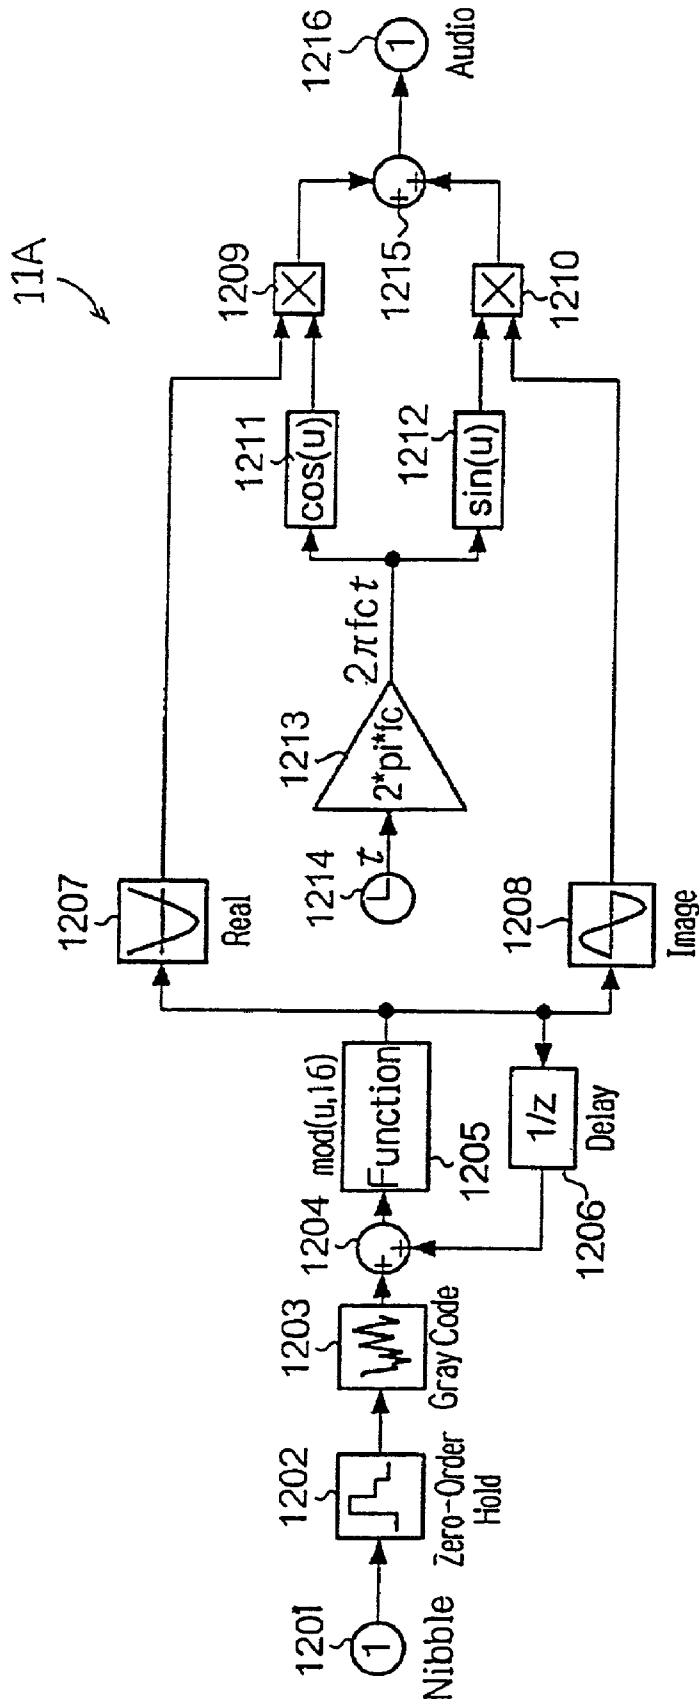 11A
1201
1
Nibble
1202
Zero-Order
Hold
1203
Gray Code
1204
+
+
mod(u,16)
Function
1205
1/z
Delay
1206
1207
Real
1208
Image
1214
t
1213
2*pi*fc
2πfct
1211
cos(u)
1212
sin(u)
1209
1210
+
+
1215
1216
1
Audio